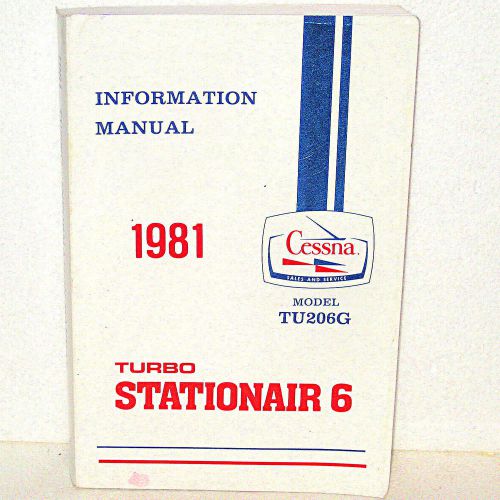 INFORMATION
MANUAL
1981
Cessna.
SALES AND SERVICE
MODEL
TU206G
TURBO
STATIONAIR 6